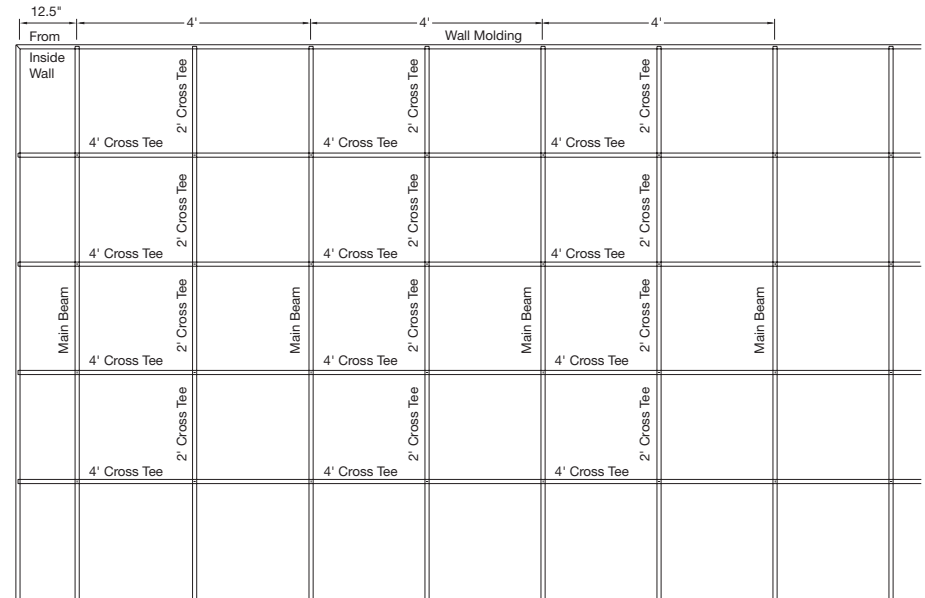 12.5"
4'
4'
4'
From
Wall Molding
Inside
Wall
2' Cross Tee
2' Cross Tee
2' Cross Tee
4' Cross Tee
4' Cross Tee
4' Cross Tee
2' Cross Tee
2' Cross Tee
2' Cross Tee
4' Cross Tee
4' Cross Tee
4' Cross Tee
Main Beam
2' Cross Tee
Main Beam
2' Cross Tee
Main Beam
2' Cross Tee
Main Beam
4' Cross Tee
4' Cross Tee
4' Cross Tee
2' Cross Tee
2' Cross Tee
2' Cross Tee
4' Cross Tee
4' Cross Tee
4' Cross Tee